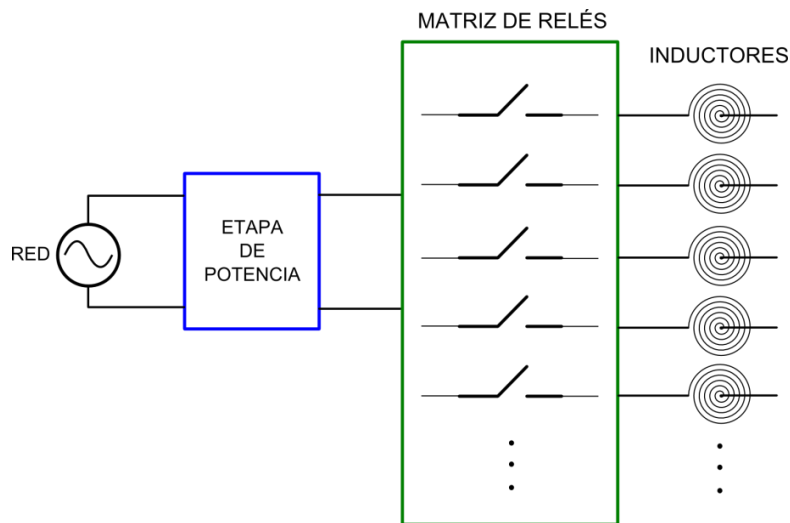 MATRIZ DE RELÉS
INDUCTORES
RED
ETAPA
DE
POTENCIA